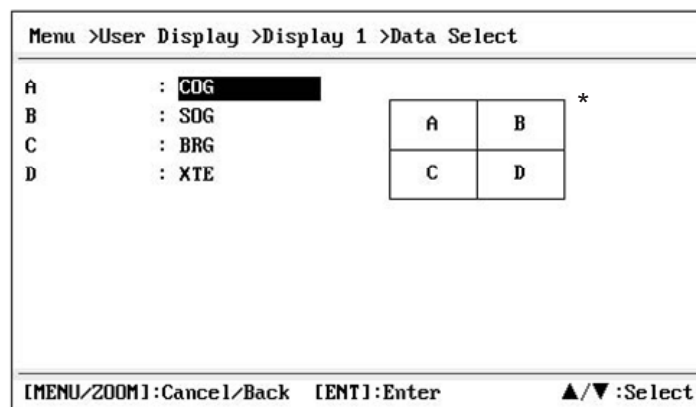 Menu >User Display >Display 1 >Data Select
A : COG
B : SOG
C : BRG
D : XTE
A B
*
C D
[MENU/ZOOM]:Cancel/Back [ENT]:Enter ▲/▼:Select